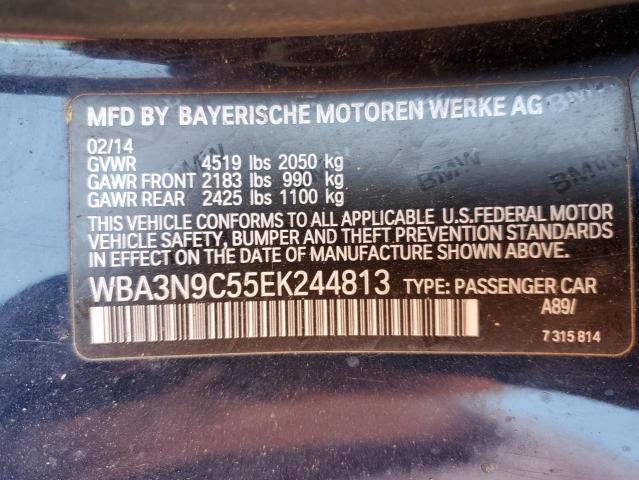 MFD BY BAYERISCHE MOTOREN WERKE AG
02/14
GVWR 4519 lbs 2050 kg
GAWR FRONT 2183 lbs 990 kg
GAWR REAR 2425 lbs 1100 kg
THIS VEHICLE CONFORMS TO ALL APPLICABLE U.S.FEDERAL MOTOR
VEHICLE SAFETY, BUMPER AND THEFT PREVENTION STANDARDS
IN EFFECT ON THE DATE OF MANUFACTURE SHOWN ABOVE.
WBA3N9C55EK244813 TYPE: PASSENGER CAR
A89/
7 315 814
BMW
BMW